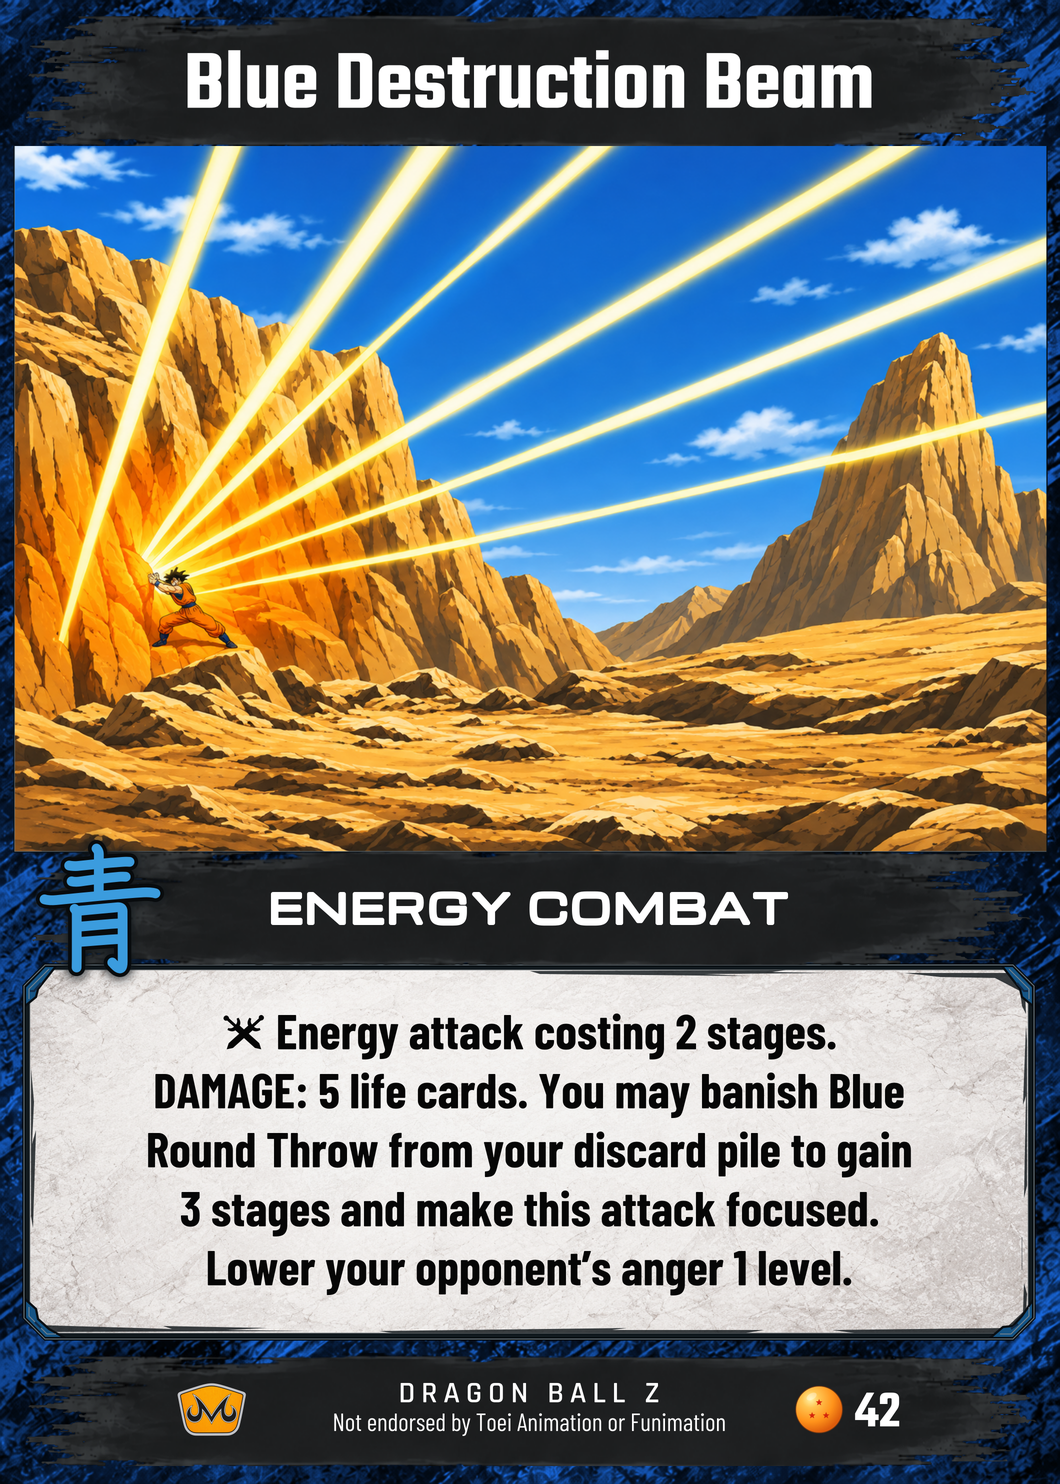 Blue Destruction Beam
青
ENERGY COMBAT
Energy attack costing 2 stages.
DAMAGE: 5 life cards. You may banish Blue
Round Throw from your discard pile to gain
3 stages and make this attack focused.
Lower your opponent’s anger 1 level.
DRAGON BALL Z
Not endorsed by Toei Animation or Funimation
M
42